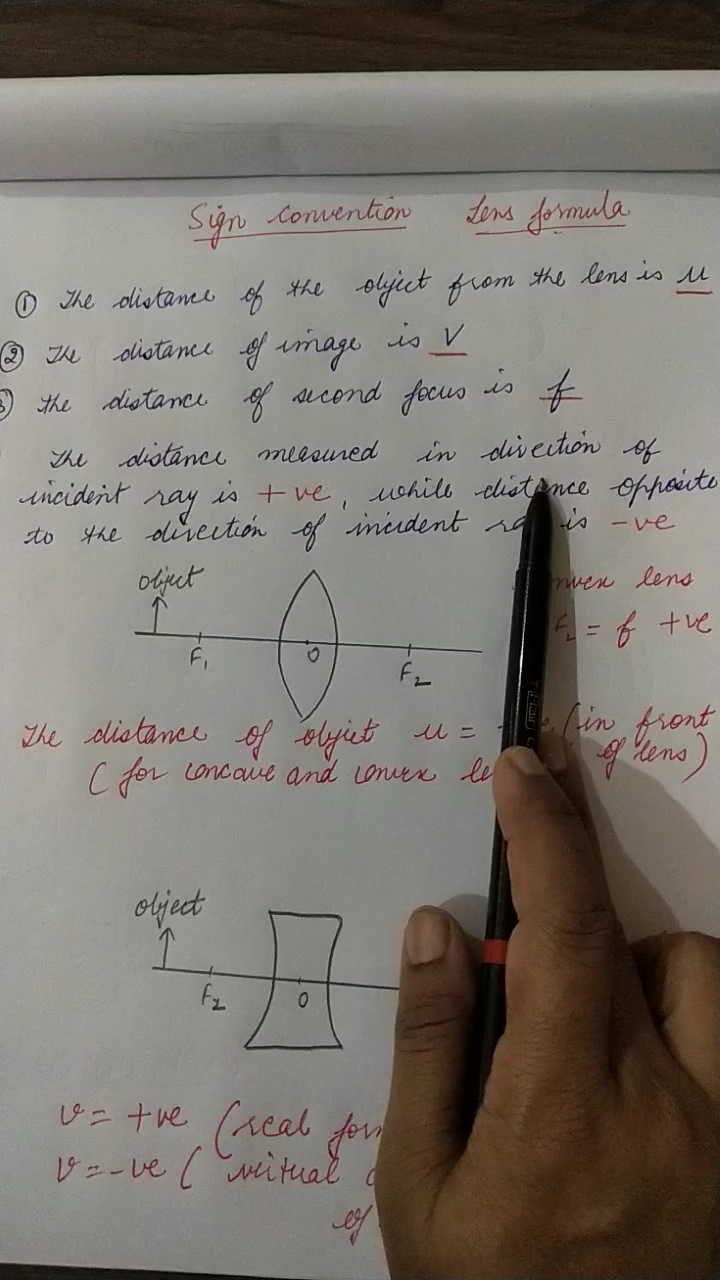 Sign convention Lens formula
① The distance of the object from the lens is u
② The distance of image is V
the distance of second focus is f
The distance measured in direction of
incident ray is +ve, while distance opposite
to the direction of incident is -ve
object
lens
= f +ve
F₁ O F₂
The distance of object u = (in front
(for concave and convex of lens)
object
F₂ O
v = +ve (real
v = -ve (virtual
of